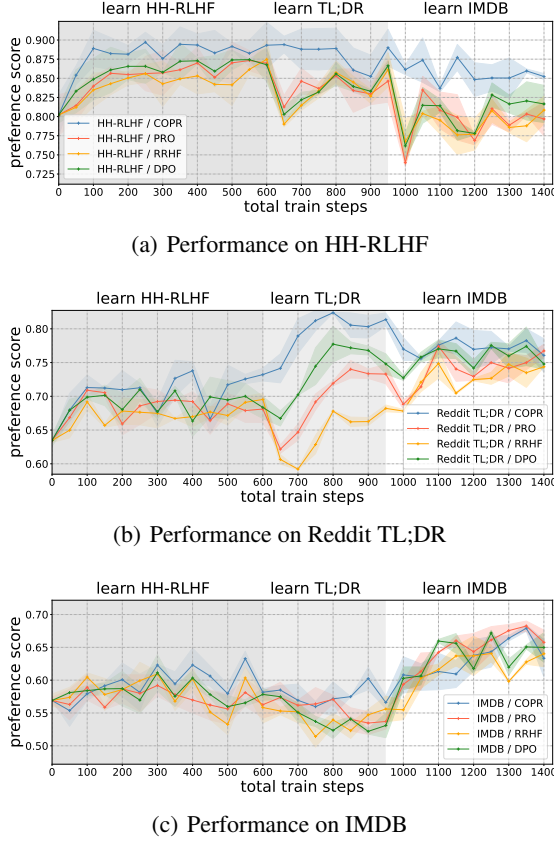 learn HH-RLHF learn TL;DR learn IMDB
preference score
0.900
0.875
0.850
0.825
0.800
0.775
0.750
0.725
HH-RLHF / COPR
HH-RLHF / PRO
HH-RLHF / RRHF
HH-RLHF / DPO
0 100 200 300 400 500 600 700 800 900 1000 1100 1200 1300 1400
total train steps
(a) Performance on HH-RLHF
learn HH-RLHF learn TL;DR learn IMDB
preference score
0.80
0.75
0.70
0.65
0.60
Reddit TL;DR / COPR
Reddit TL;DR / PRO
Reddit TL;DR / RRHF
Reddit TL;DR / DPO
0 100 200 300 400 500 600 700 800 900 1000 1100 1200 1300 1400
total train steps
(b) Performance on Reddit TL;DR
learn HH-RLHF learn TL;DR learn IMDB
preference score
0.70
0.65
0.60
0.55
0.50
IMDB / COPR
IMDB / PRO
IMDB / RRHF
IMDB / DPO
0 100 200 300 400 500 600 700 800 900 1000 1100 1200 1300 1400
total train steps
(c) Performance on IMDB